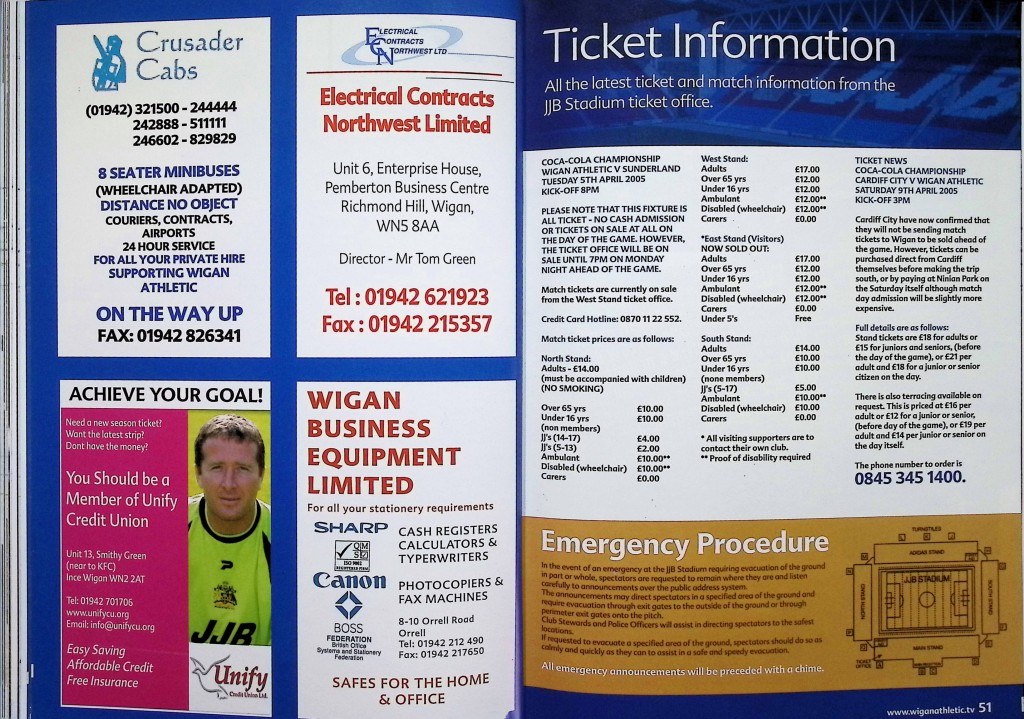 Crusader
Cabs
(01942) 321500 - 244444
242888 - 511111
246602 - 829829
8 SEATER MINIBUSES
(WHEELCHAIR ADAPTED)
DISTANCE NO OBJECT
COURIERS, CONTRACTS,
AIRPORTS
24 HOUR SERVICE
FOR ALL YOUR PRIVATE HIRE
SUPPORTING WIGAN
ATHLETIC
ON THE WAY UP
FAX: 01942 826341
ELECTRICAL
CONTRACTS
NORTHWEST LTD
Electrical Contracts
Northwest Limited
Unit 6, Enterprise House,
Pemberton Business Centre
Richmond Hill, Wigan,
WN5 8AA
Director - Mr Tom Green
Tel : 01942 621923
Fax : 01942 215357
ACHIEVE YOUR GOAL!
Need a new season ticket?
Want the latest strip?
Dont have the money?
You Should be a
Member of Unify
Credit Union
Unit 13, Smithy Green
(near to KFC)
Ince Wigan WN2 2AT
Tel: 01942 701706
www.unifycu.org
Email: info@unifycu.org
Easy Saving
Affordable Credit
Free Insurance
JJB
Unify
Credit Union Ltd.
WIGAN
BUSINESS
EQUIPMENT
LIMITED
For all your stationery requirements
SHARP
CASH REGISTERS
CALCULATORS &
TYPEWRITERS
Canon
PHOTOCOPIERS &
FAX MACHINES
BOSS
FEDERATION
British Office
Systems and Stationery
Federation
8-10 Orrell Road
Orrell
Tel: 01942 212 490
Fax: 01942 217650
SAFES FOR THE HOME
& OFFICE
Ticket Information
All the latest ticket and match information from the
JJB Stadium ticket office.
COCA-COLA CHAMPIONSHIP
WIGAN ATHLETIC V SUNDERLAND
TUESDAY 5TH APRIL 2005
KICK-OFF 8PM
PLEASE NOTE THAT THIS FIXTURE IS
ALL TICKET - NO CASH ADMISSION
OR TICKETS ON SALE AT ALL ON
THE DAY OF THE GAME. HOWEVER,
THE TICKET OFFICE WILL BE ON
SALE UNTIL 7PM ON MONDAY
NIGHT AHEAD OF THE GAME.
Match tickets are currently on sale
from the West Stand ticket office.
Credit Card Hotline: 0870 11 22 552.
Match ticket prices are as follows:
North Stand:
Adults - £14.00
(must be accompanied with children)
(NO SMOKING)
Over 65 yrs £10.00
Under 16 yrs £10.00
(non members)
JJ's (14-17) £4.00
JJ's (5-13) £2.00
Ambulant £10.00**
Disabled (wheelchair) £10.00**
Carers £0.00
West Stand:
Adults £17.00
Over 65 yrs £12.00
Under 16 yrs £12.00
Ambulant £12.00**
Disabled (wheelchair) £12.00**
Carers £0.00
*East Stand (Visitors)
NOW SOLD OUT:
Adults £17.00
Over 65 yrs £12.00
Under 16 yrs £12.00
Ambulant £12.00**
Disabled (wheelchair) £12.00**
Carers £0.00
Under 5's Free
South Stand:
Adults £14.00
Over 65 yrs £10.00
Under 16 yrs £10.00
(none members)
JJ's (5-17) £5.00
Ambulant £10.00**
Disabled (wheelchair) £10.00
Carers £0.00
* All visiting supporters are to
contact their own club.
** Proof of disability required
TICKET NEWS
COCA-COLA CHAMPIONSHIP
CARDIFF CITY V WIGAN ATHLETIC
SATURDAY 9TH APRIL 2005
KICK-OFF 3PM
Cardiff City have now confirmed that
they will not be sending match
tickets to Wigan to be sold ahead of
the game. However, tickets can be
purchased direct from Cardiff
themselves before making the trip
south, or by paying at Ninian Park on
the Saturday itself although match
day admission will be slightly more
expensive.
Full details are as follows:
Stand tickets are £18 for adults or
£15 for juniors and seniors, (before
the day of the game), or £21 per
adult and £18 for a junior or senior
citizen on the day.
There is also terracing available on
request. This is priced at £16 per
adult or £12 for a junior or senior,
(before day of the game), or £19 per
adult and £14 per junior or senior on
the day itself.
The phone number to order is
0845 345 1400.
Emergency Procedure
In the event of an emergency at the JJB Stadium requiring evacuation of the ground
in part or whole, spectators are requested to remain where they are and listen
carefully to announcements over the public address system.
The announcements may direct spectators in a specified area of the ground and
require evacuation through exit gates to the outside of the ground or through
perimeter exit gates onto the pitch.
Club Stewards and Police Officers will assist in directing spectators to the safest
locations.
If requested to evacuate a specified area of the ground, spectators should do so as
calmly and quickly as they can to assist in a safe and speedy evacuation.
All emergency announcements will be preceded with a chime.
TURNSTILES
ADIDAS STAND
JJB STADIUM
NORTH STAND
SOUTH STAND
MAIN STAND
TICKET
OFFICE
www.wiganathletic.tv 51